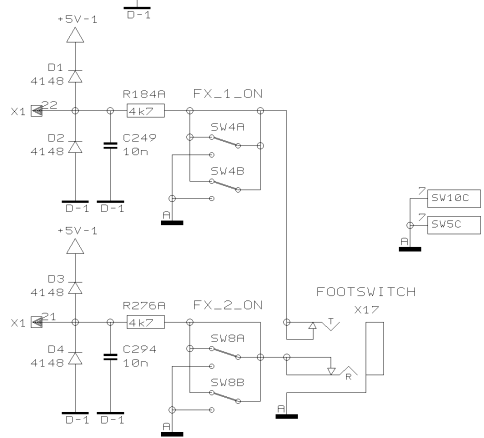 D-1
+5V-1
D1
4148
R184A
FX_1_ON
X1
22
4k7
SW4A
D2
4148
C249
10n
SW4B
7
SW10C
D-1
D-1
A
7
SW5C
+5V-1
A
D3
4148
FOOTSWITCH
R276A
FX_2_ON
X17
X1
21
4k7
T
SW8A
D4
4148
C294
10n
R
SW8B
D-1
D-1
A
A